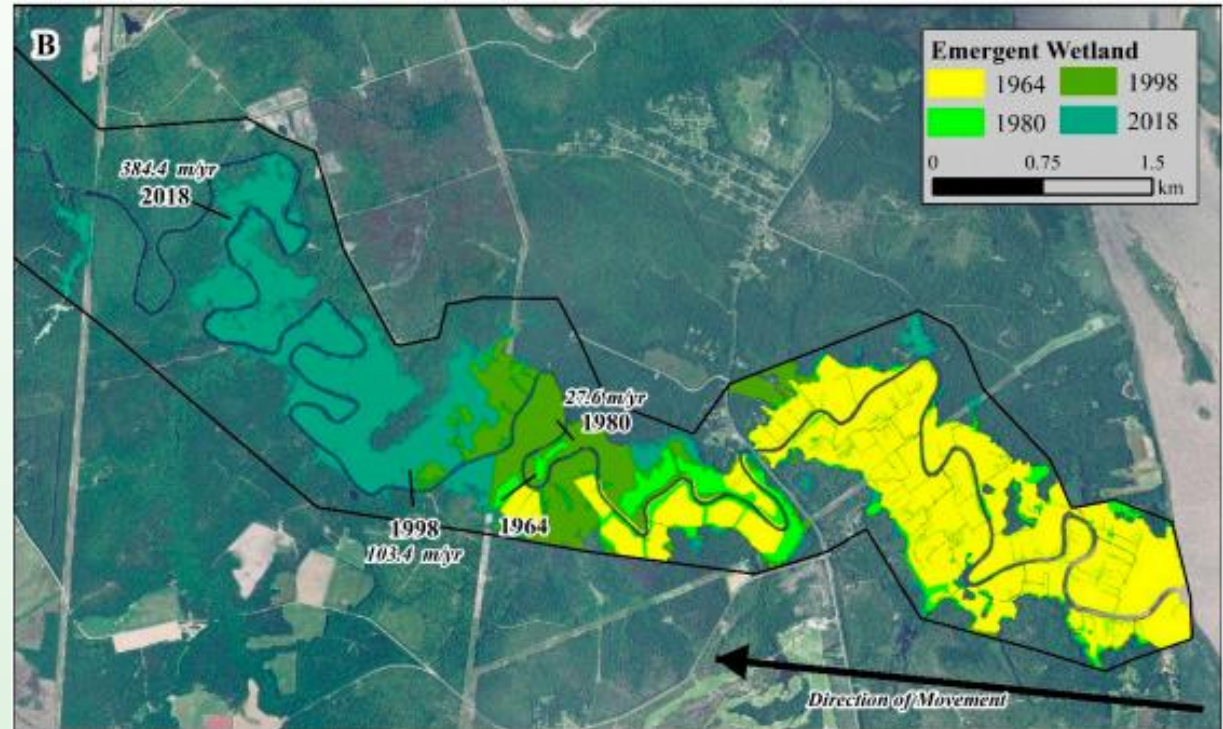 B
Emergent Wetland
1964 1998
1980 2018
0 0.75 1.5
km
384.4 m/yr
2018
27.6 m/yr
1980
1998
103.4 m/yr
1964
Direction of Movement